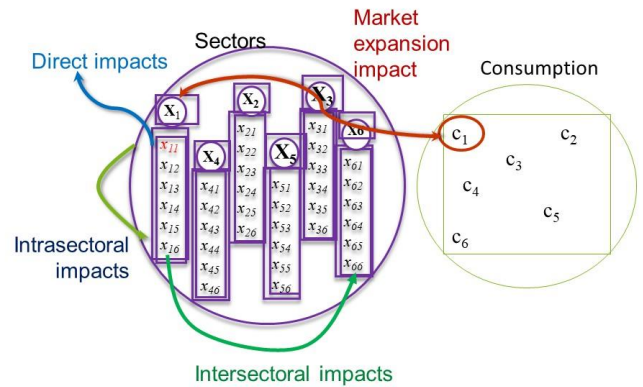 Market
expansion
impact
Sectors
Direct impacts
Consumption
X₁
x₁₁
x₁₂
x₁₃
x₁₄
x₁₅
x₁₆
X₄
x₄₁
x₄₂
x₄₃
x₄₄
x₄₅
x₄₆
X₂
x₂₁
x₂₂
x₂₃
x₂₄
x₂₅
x₂₆
X₅
x₅₁
x₅₂
x₅₃
x₅₄
x₅₅
x₅₆
X₃
x₃₁
x₃₂
x₃₃
x₃₄
x₃₅
x₃₆
X6
x₆₁
x₆₂
x₆₃
x₆₄
x₆₅
x₆₆
c₁
c₂
c₃
c₄
c₅
c₆
Intrasectoral
impacts
Intersectoral impacts